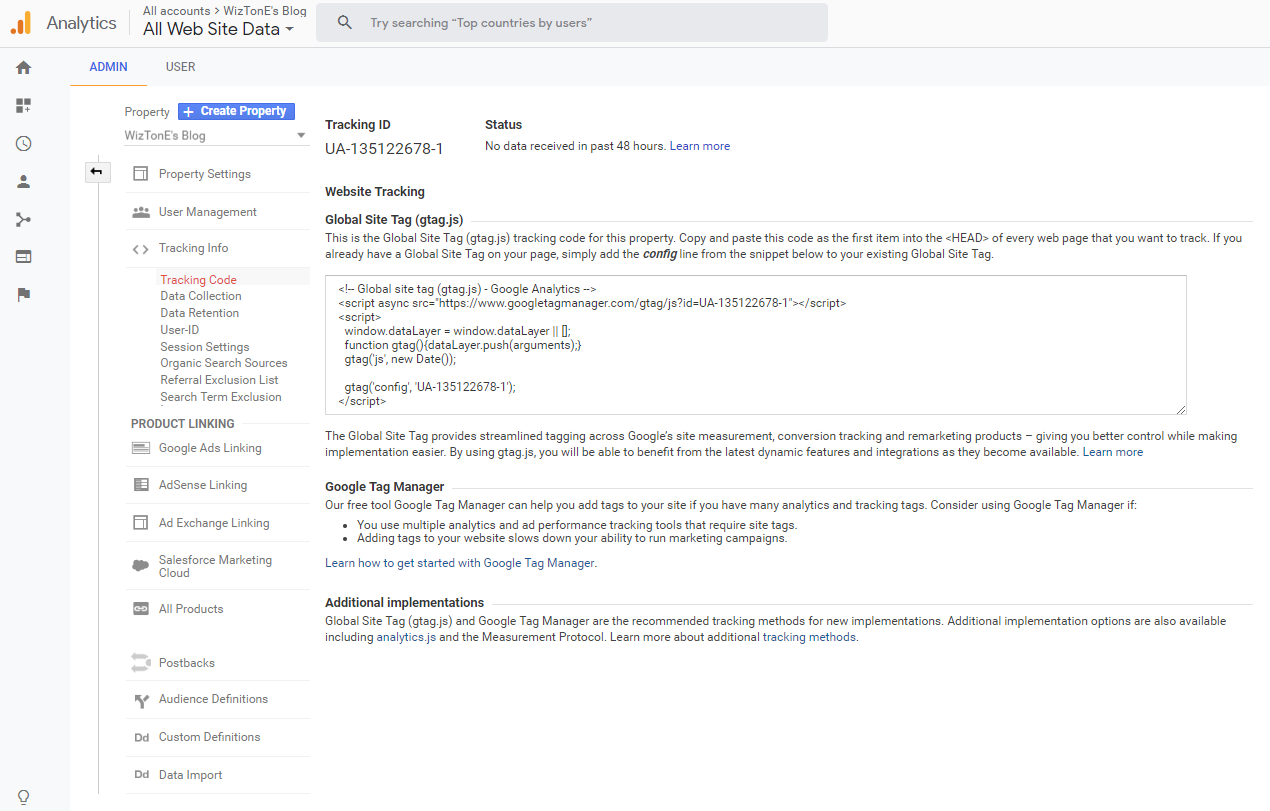 Analytics
All accounts > WizTonE's Blog
All Web Site Data
Try searching “Top countries by users”
ADMIN
USER
Property
+ Create Property
WizTonE's Blog
Property Settings
User Management
<> Tracking Info
Tracking Code
Data Collection
Data Retention
User-ID
Session Settings
Organic Search Sources
Referral Exclusion List
Search Term Exclusion
PRODUCT LINKING
Google Ads Linking
AdSense Linking
Ad Exchange Linking
Salesforce Marketing
Cloud
All Products
Postbacks
Audience Definitions
Dd Custom Definitions
Dd Data Import
Tracking ID
UA-135122678-1
Status
No data received in past 48 hours. Learn more
Website Tracking
Global Site Tag (gtag.js)
This is the Global Site Tag (gtag.js) tracking code for this property. Copy and paste this code as the first item into the <HEAD> of every web page that you want to track. If you
already have a Global Site Tag on your page, simply add the config line from the snippet below to your existing Global Site Tag.
<!-- Global site tag (gtag.js) - Google Analytics -->
<script async src="https://www.googletagmanager.com/gtag/js?id=UA-135122678-1"></script>
<script>
window.dataLayer = window.dataLayer || [];
function gtag(){dataLayer.push(arguments);}
gtag('js', new Date());
gtag('config', 'UA-135122678-1');
</script>
The Global Site Tag provides streamlined tagging across Google’s site measurement, conversion tracking and remarketing products – giving you better control while making
implementation easier. By using gtag.js, you will be able to benefit from the latest dynamic features and integrations as they become available. Learn more
Google Tag Manager
Our free tool Google Tag Manager can help you add tags to your site if you have many analytics and tracking tags. Consider using Google Tag Manager if:
• You use multiple analytics and ad performance tracking tools that require site tags.
• Adding tags to your website slows down your ability to run marketing campaigns.
Learn how to get started with Google Tag Manager.
Additional implementations
Global Site Tag (gtag.js) and Google Tag Manager are the recommended tracking methods for new implementations. Additional implementation options are also available
including analytics.js and the Measurement Protocol. Learn more about additional tracking methods.